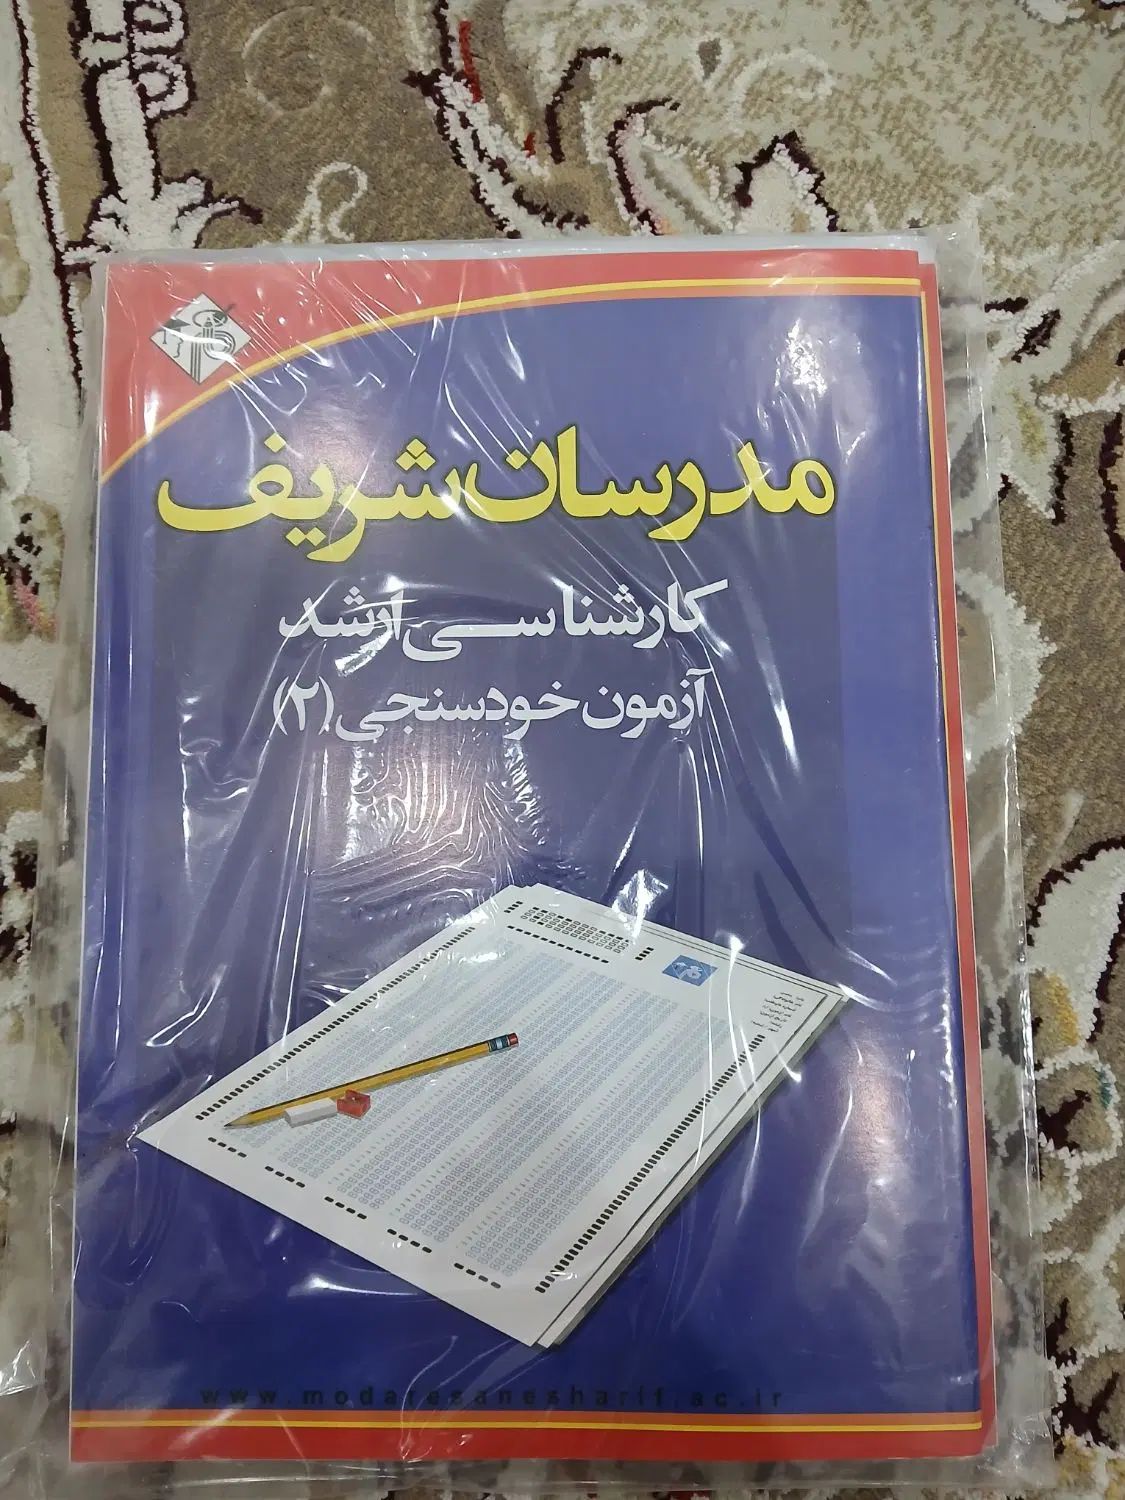 مدرسان شریف
کارشناسی ارشد
آزمون خودسنجی (۲)
www.modaresanesharif.ac.ir